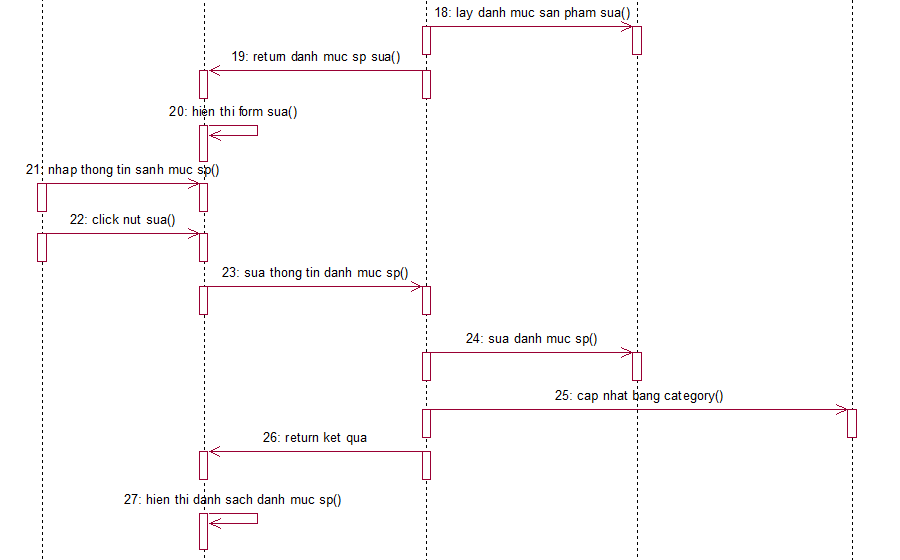 18: lay danh muc san pham sua()
19: return danh muc sp sua()
20: hien thi form sua()
21: nhap thong tin sanh muc sp()
22: click nut sua()
23: sua thong tin danh muc sp()
24: sua danh muc sp()
25: cap nhat bang category()
26: return ket qua
27: hien thi danh sach danh muc sp()